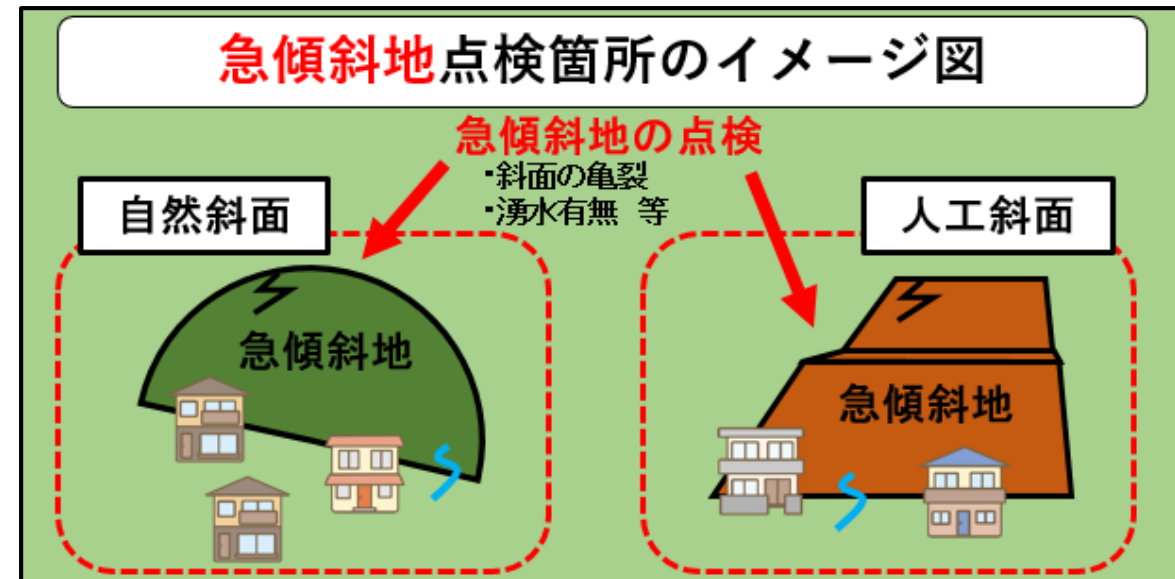 急傾斜地点検箇所のイメージ図
急傾斜地の点検
・斜面の亀裂
・湧水有無 等
自然斜面
人工斜面
急傾斜地
急傾斜地